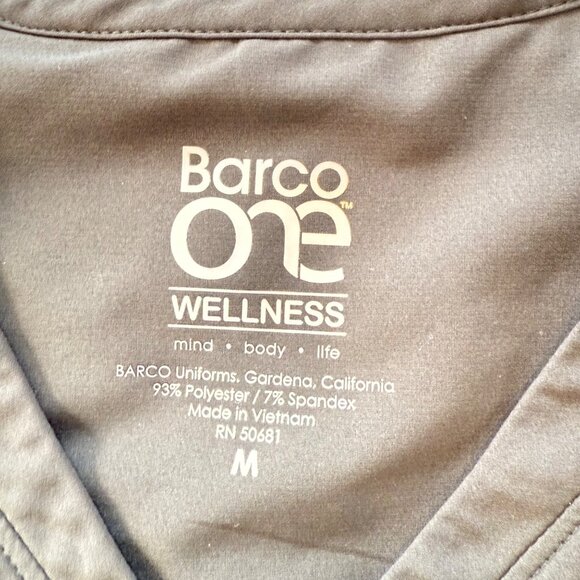 Barco
one™
WELLNESS
mind • body • life
BARCO Uniforms, Gardena, California
93% Polyester / 7% Spandex
Made in Vietnam
RN 50681
M